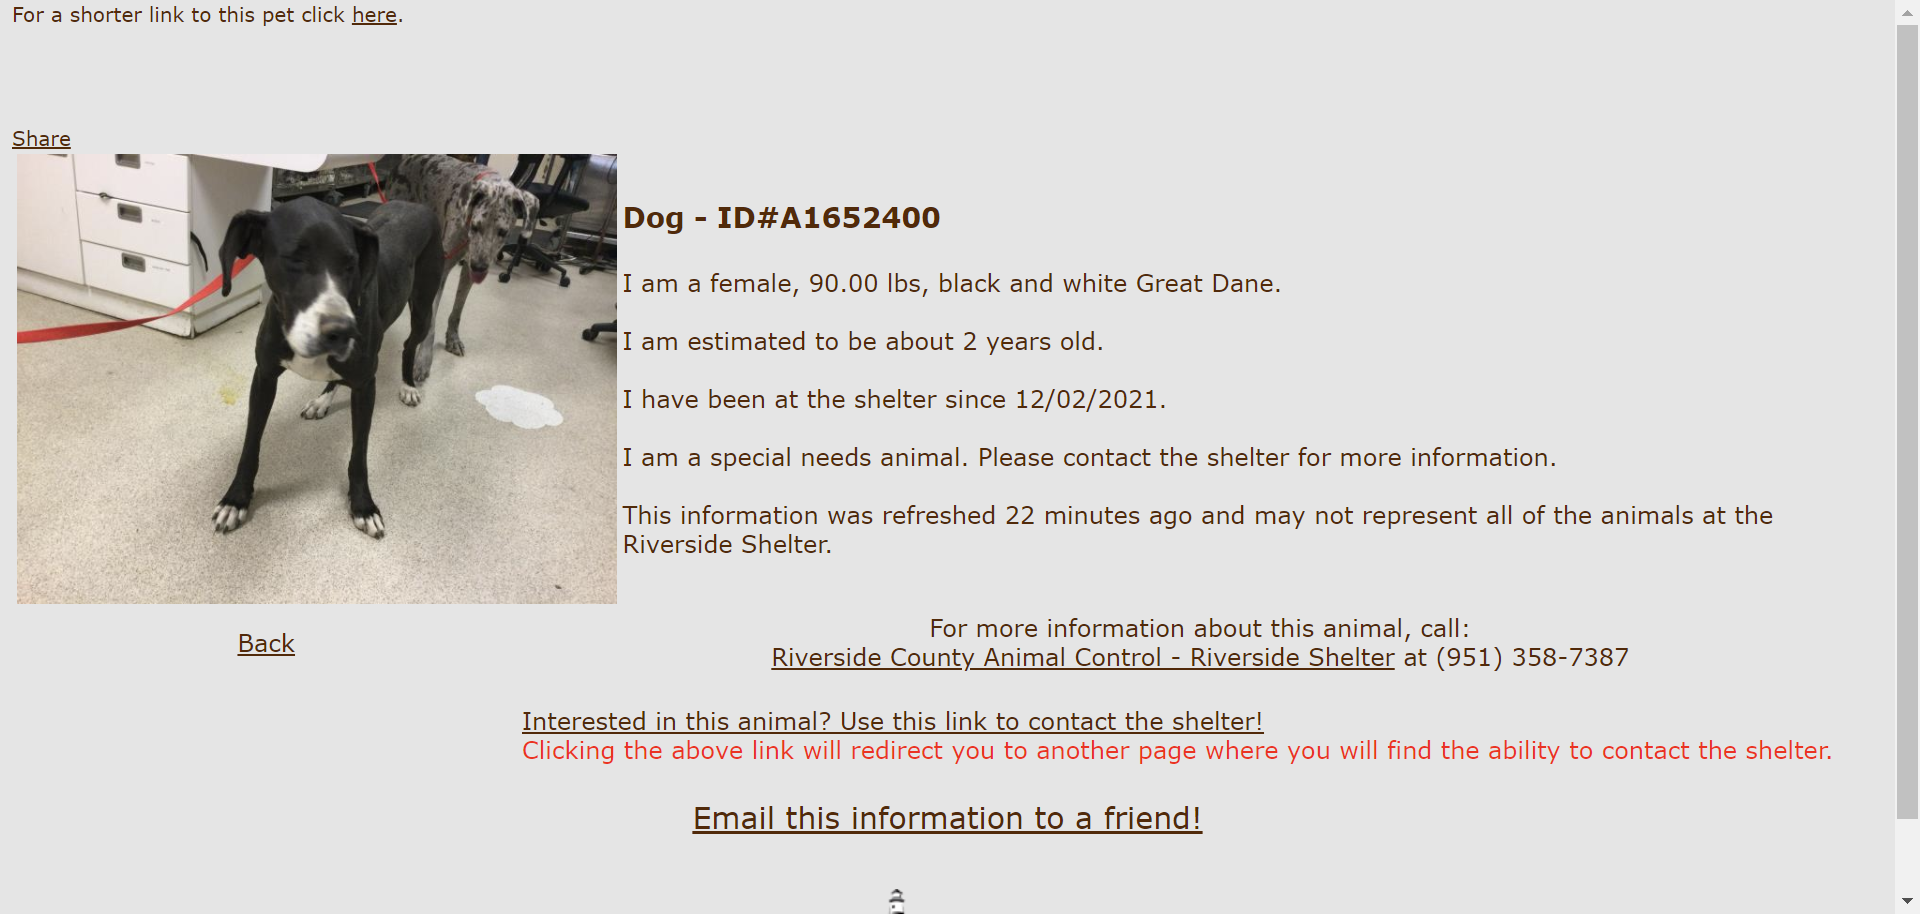 For a shorter link to this pet click here.
Share
Dog - ID#A1652400
I am a female, 90.00 lbs, black and white Great Dane.
I am estimated to be about 2 years old.
I have been at the shelter since 12/02/2021.
I am a special needs animal. Please contact the shelter for more information.
This information was refreshed 22 minutes ago and may not represent all of the animals at the
Riverside Shelter.
Back
For more information about this animal, call:
Riverside County Animal Control - Riverside Shelter at (951) 358-7387
Interested in this animal? Use this link to contact the shelter!
Clicking the above link will redirect you to another page where you will find the ability to contact the shelter.
Email this information to a friend!